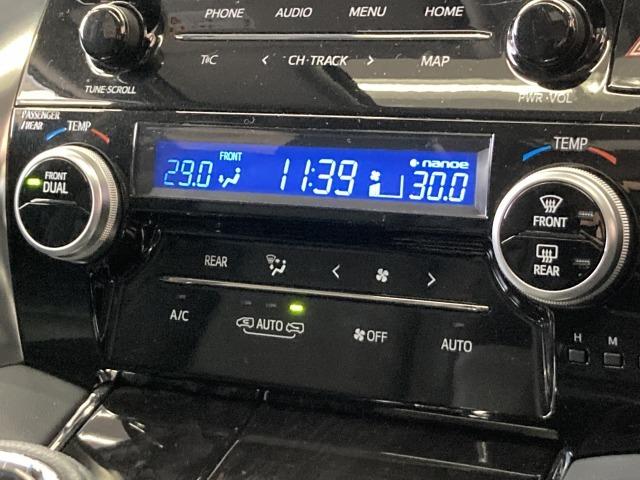 PHONE AUDIO MENU HOME
T&C < CH·TRACK > MAP
TUNE·SCROLL
PWR·VOL
PASSENGER
/REAR
TEMP
TEMP
FRONT
DUAL
29.0 FRONT 11:39 nanoe 30.0
FRONT
REAR
REAR < >
A/C AUTO OFF AUTO
H M